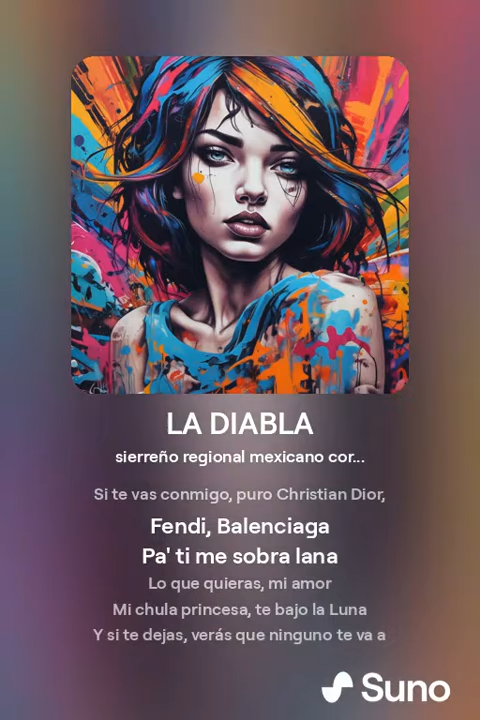 LA DIABLA
sierreño regional mexicano cor...
Si te vas conmigo, puro Christian Dior,
Fendi, Balenciaga
Pa' ti me sobra lana
Lo que quieras, mi amor
Mi chula princesa, te bajo la Luna
Y si te dejas, verás que ninguno te va a
Suno